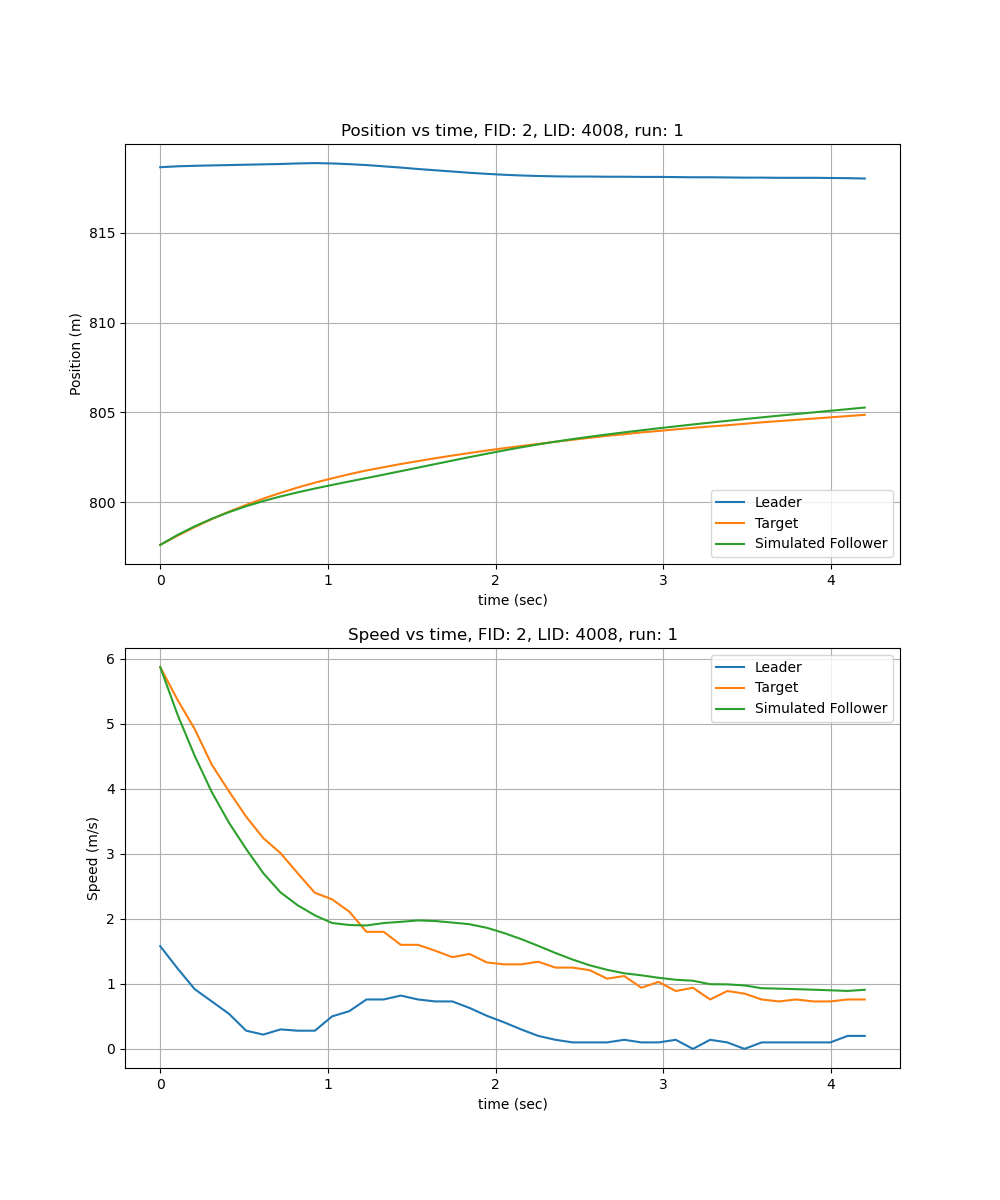 Position vs time, FID: 2, LID: 4008, run: 1
Position (m)
815
810
805
800
Leader
Target
Simulated Follower
0 1 2 3 4
time (sec)
Speed vs time, FID: 2, LID: 4008, run: 1
Speed (m/s)
6
5
4
3
2
1
0
Leader
Target
Simulated Follower
0 1 2 3 4
time (sec)